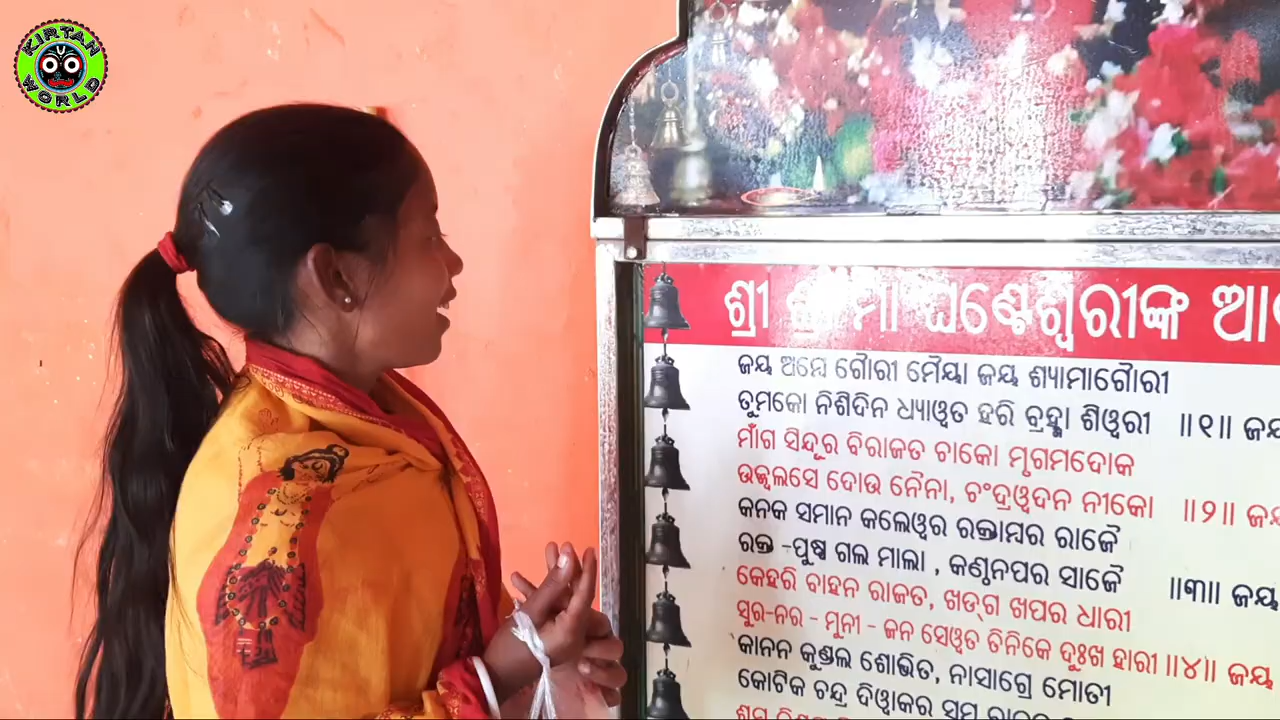 KIRTAN WORLD
ଶ୍ରୀ ଶ୍ରୀ ମା ଘଣ୍ଟେଶ୍ୱରୀଙ୍କ
ଜୟ ଅମ୍ବେ ଗୌରୀ ମୈୟା ଜୟ ଶ୍ୟାମାଗୌରୀ
ତୁମକୋ ନିଶିଦିନ ଧ୍ୟାଓ୍ୱତ ହରି ବ୍ରହ୍ମା ଶିଓ୍ୱରୀ ॥୧॥ ଜୟ
ମାଁଗ ସିନ୍ଦୂର ବିରାଜତ ଟାକୋ ମୃଗମଦୋକ
ଉଜ୍ଜ୍ୱଲସେ ଦୋଉ ନୈନା, ଚଂଦ୍ରଓ୍ୱଦନ ନୀକୋ ॥୨॥ ଜୟ
କନକ ସମାନ କଲେଓ୍ୱର ରକ୍ତାମ୍ବର ରାଜୈ
ରକ୍ତ -ପୁଷ୍ପ ଗଲ ମାଲା , କଣ୍ଠନପର ସାଜୈ ॥୩॥ ଜୟ
କେହରି ବାହନ ରାଜତ, ଖଡ଼୍‌ଗ ଖପର ଧାରୀ
ସୁର-ନର - ମୁନୀ - ଜନ ସେଓ୍ୱତ ତିନିକେ ଦୁଃଖ ହାରୀ ॥୪॥ ଜୟ
କାନନ କୁଣ୍ଡଲ ଶୋଭିତ, ନାସାଗ୍ରେ ମୋତୀ
କୋଟିକ ଚନ୍ଦ୍ର ଦିଓ୍ୱାକର ସମ